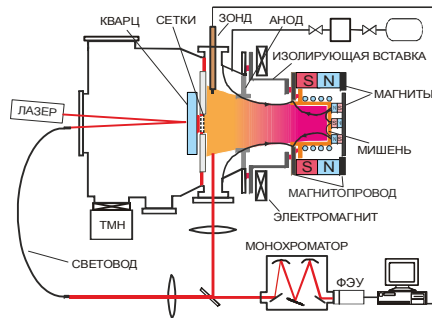 ЗОНД
КВАРЦ СЕТКИ АНОД
ИЗОЛИРУЮЩАЯ ВСТАВКА
S N
МАГНИТЫ
ЛАЗЕР
МИШЕНЬ
S N
МАГНИТОПРОВОД
ЭЛЕКТРОМАГНИТ
ТМН
МОНОХРОМАТОР
СВЕТОВОД
ФЭУ